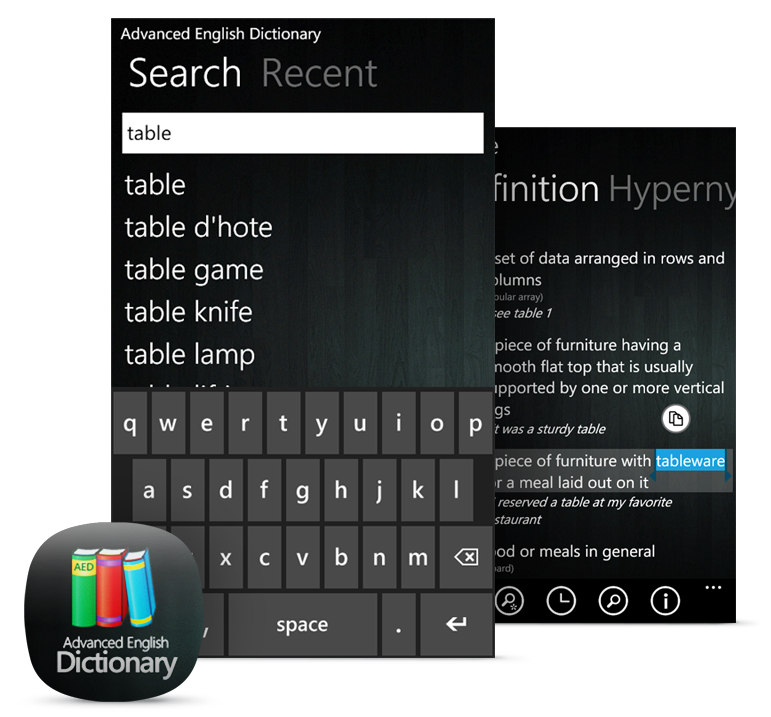 Advanced English Dictionary
Search Recent
table
table
table d'hote
table game
table knife
table lamp
q w e r t y u i o p
a s d f g h j k l
x c v b n m
, space .
AED
Advanced English
Dictionary
finition Hyperny
set of data arranged in rows and
olumns
bular array)
see table 1
piece of furniture having a
mooth flat top that is usually
upported by one or more vertical
gs
t was a sturdy table
piece of furniture with tableware
or a meal laid out on it
I reserved a table at my favorite
staurant
ood or meals in general
oard)
...